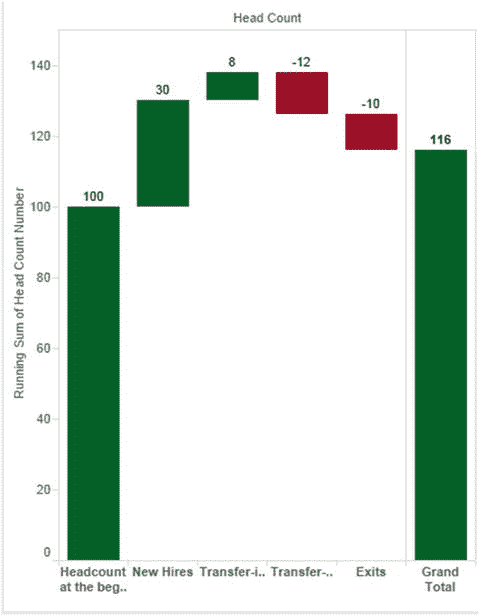 Head Count
Running Sum of Head Count Number
140
120
100
80
60
40
20
0
100
30
8
-12
-10
116
Headcount
at the beg..
New Hires
Transfer-i..
Transfer-..
Exits
Grand
Total